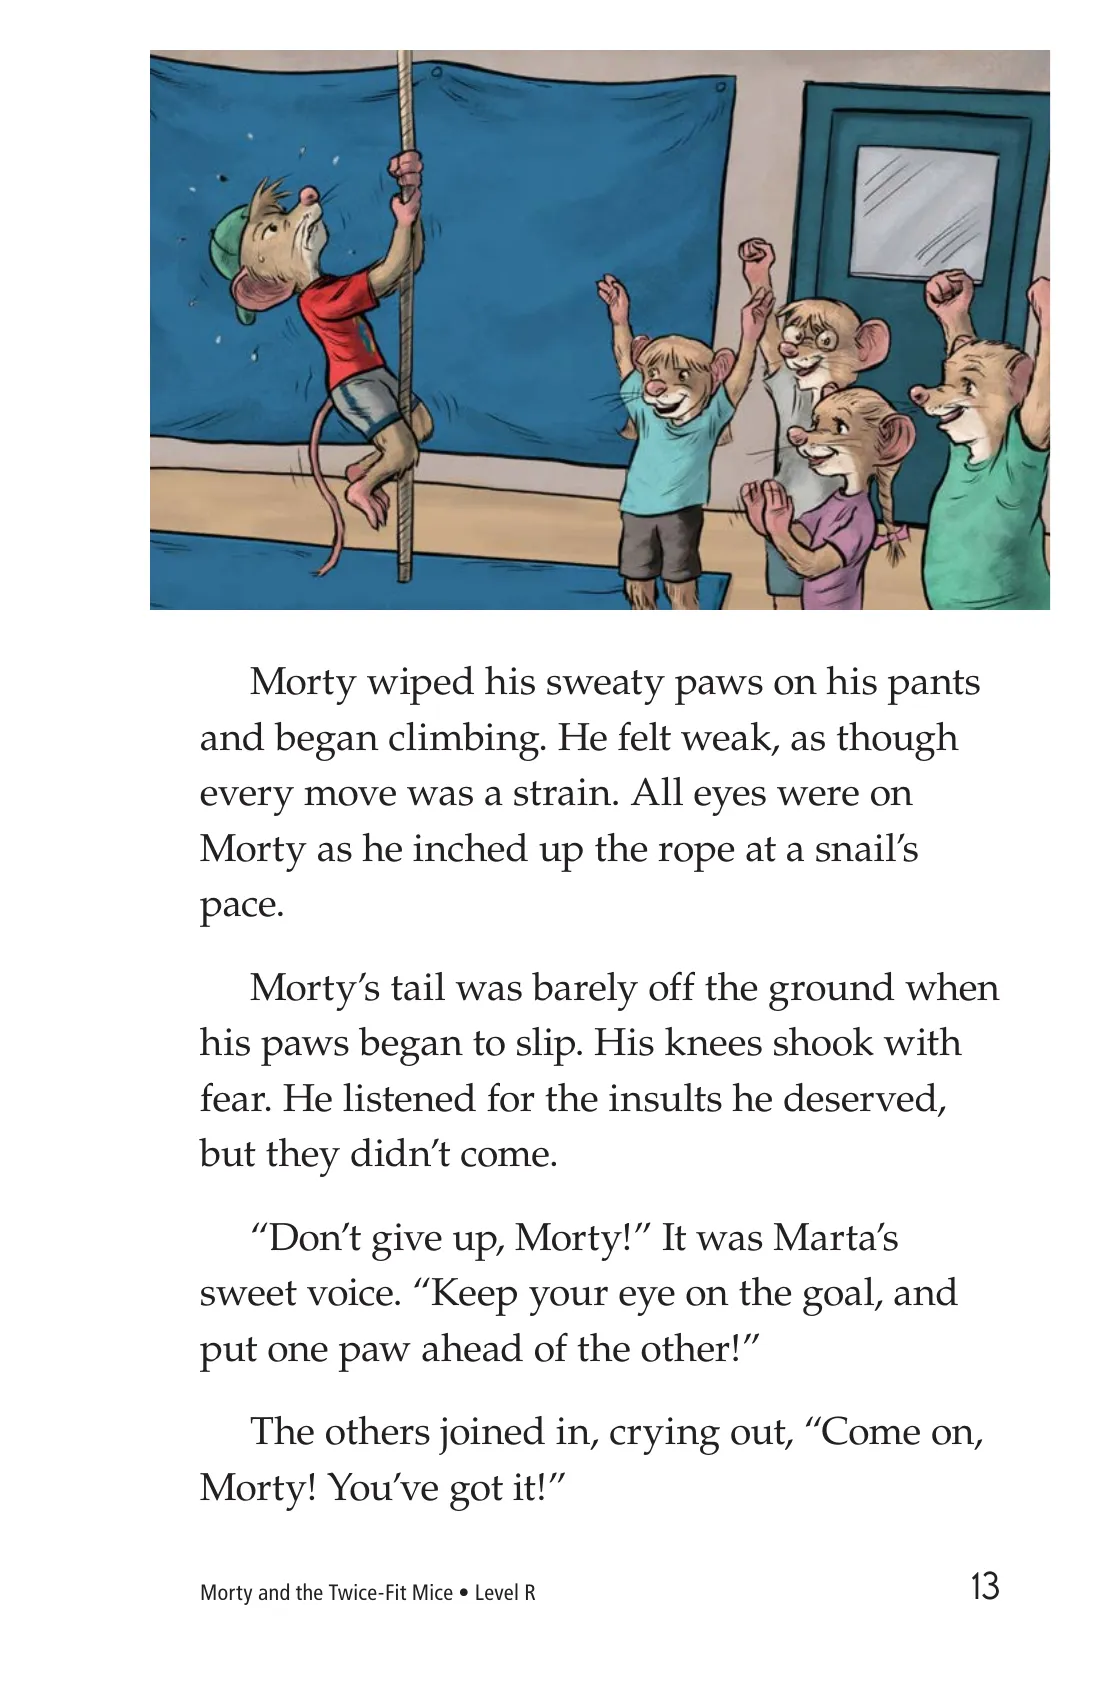 Morty wiped his sweaty paws on his pants
and began climbing. He felt weak, as though
every move was a strain. All eyes were on
Morty as he inched up the rope at a snail’s
pace.
Morty’s tail was barely off the ground when
his paws began to slip. His knees shook with
fear. He listened for the insults he deserved,
but they didn’t come.
“Don’t give up, Morty!” It was Marta’s
sweet voice. “Keep your eye on the goal, and
put one paw ahead of the other!”
The others joined in, crying out, “Come on,
Morty! You’ve got it!”
Morty and the Twice-Fit Mice • Level R
13